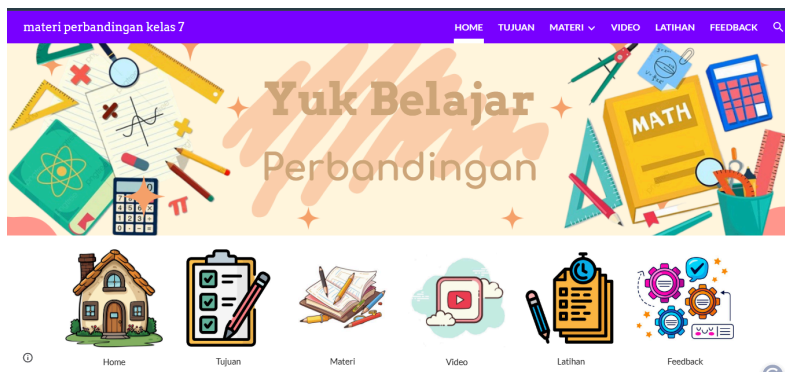 materi perbandingan kelas 7
HOME TUJUAN MATERI VIDEO LATIHAN FEEDBACK
Yuk Belajar
Perbandingan
MATH
π
Home Tujuan Materi Video Latihan Feedback